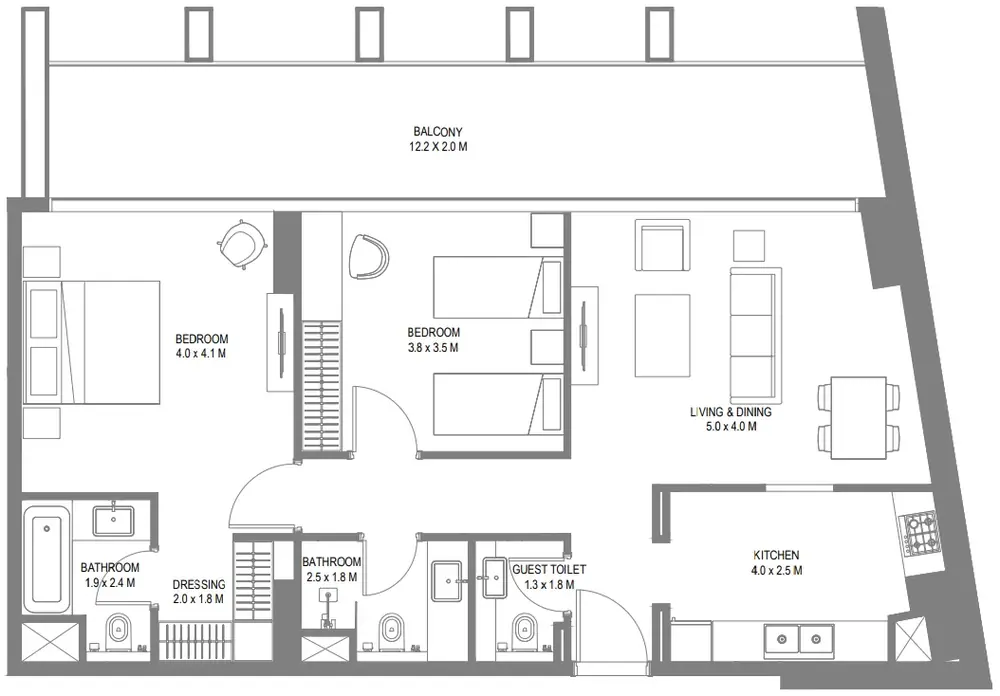 BALCONY
12.2 X 2.0 M
BEDROOM
4.0 x 4.1 M
BEDROOM
3.8 x 3.5 M
LIVING & DINING
5.0 x 4.0 M
BATHROOM
1.9 x 2.4 M
DRESSING
2.0 x 1.8 M
BATHROOM
2.5 x 1.8 M
GUEST TOILET
1.3 x 1.8 M
KITCHEN
4.0 x 2.5 M